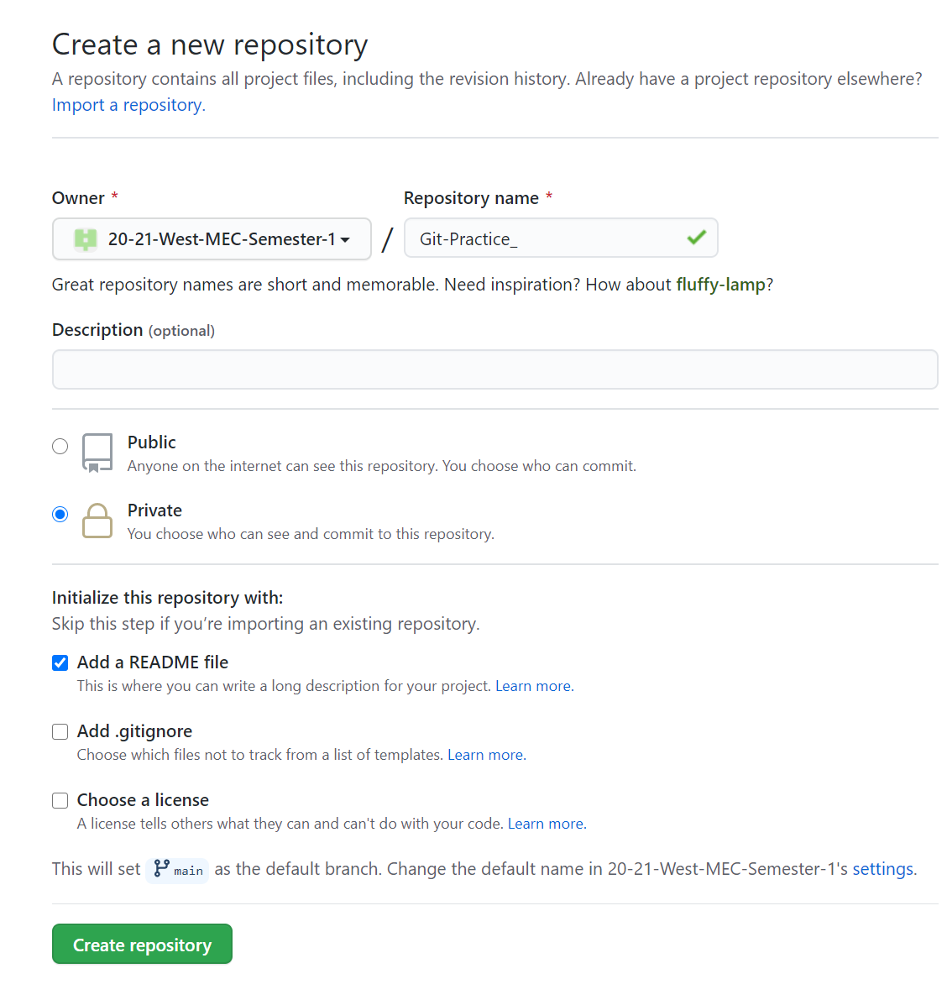 Create a new repository
A repository contains all project files, including the revision history. Already have a project repository elsewhere?
Import a repository.
Owner *
Repository name *
20-21-West-MEC-Semester-1
/
Git-Practice_
Great repository names are short and memorable. Need inspiration? How about fluffy-lamp?
Description (optional)
Public
Anyone on the internet can see this repository. You choose who can commit.
Private
You choose who can see and commit to this repository.
Initialize this repository with:
Skip this step if you’re importing an existing repository.
Add a README file
This is where you can write a long description for your project. Learn more.
Add .gitignore
Choose which files not to track from a list of templates. Learn more.
Choose a license
A license tells others what they can and can't do with your code. Learn more.
This will set main as the default branch. Change the default name in 20-21-West-MEC-Semester-1's settings.
Create repository